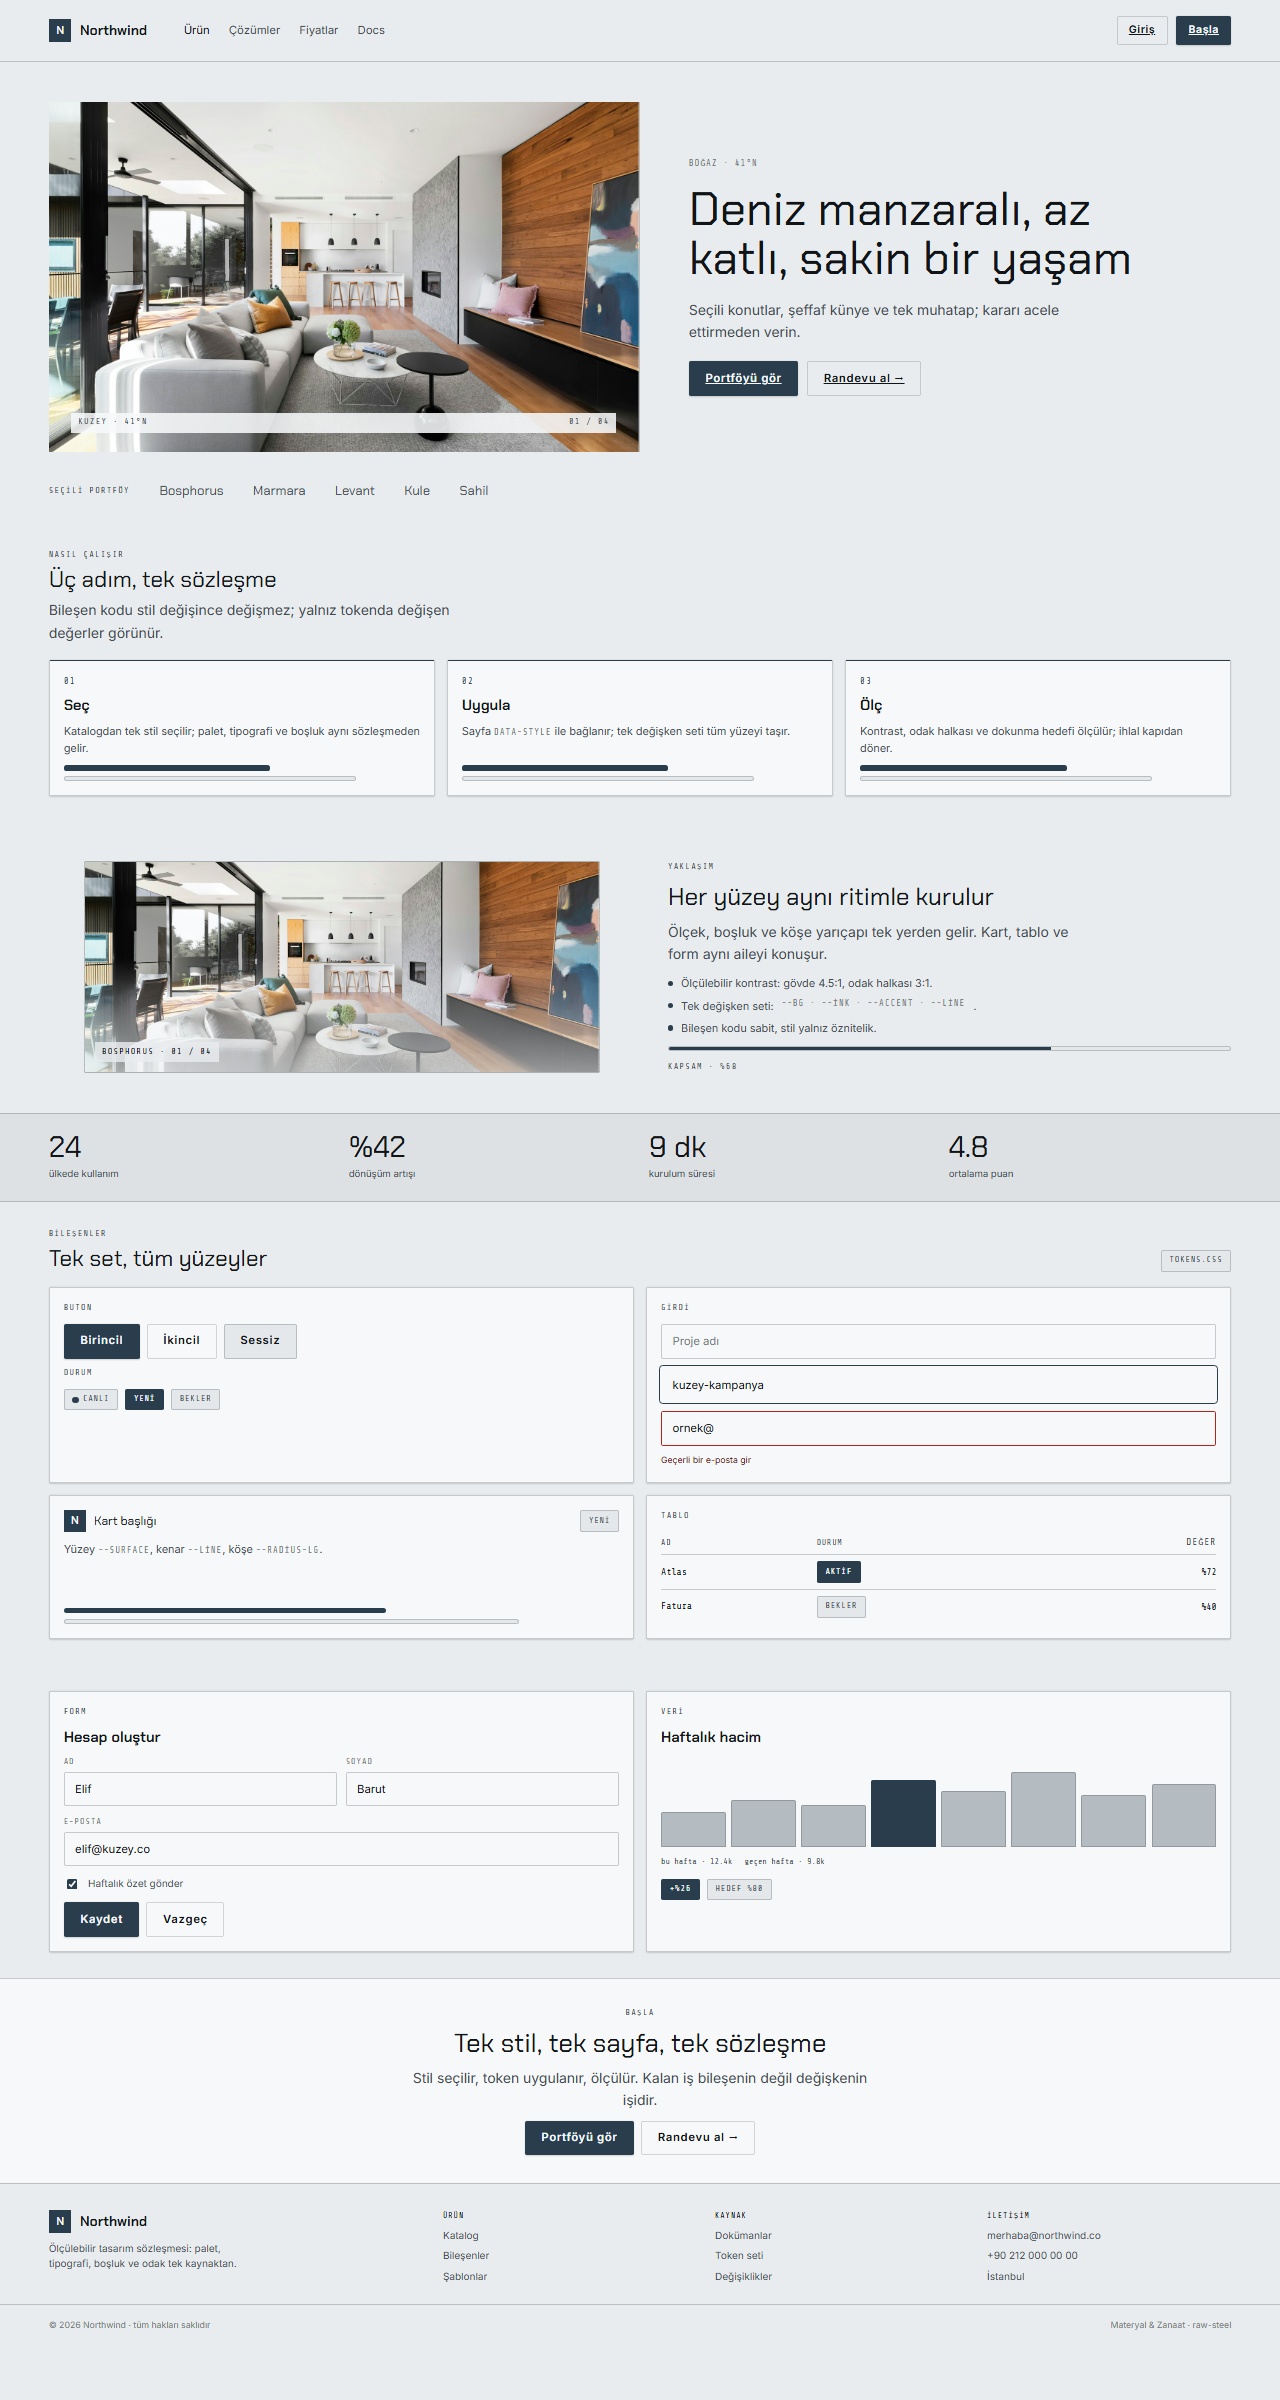 N Northwind Ürün Çözümler Fiyatlar Docs Giriş Başla
KUZEY · 41°N 01 / 04
BOĞAZ · 41°N
Deniz manzaralı, az
katlı, sakin bir yaşam
Seçili konutlar, şeffaf künye ve tek muhatap; kararı acele
ettirmeden verin.
Portföyü gör Randevu al →
SEÇİLİ PORTFÖY Bosphorus Marmara Levant Kule Sahil
NASIL ÇALIŞIR
Üç adım, tek sözleşme
Bileşen kodu stil değişince değişmez; yalnız tokenda değişen
değerler görünür.
01
Seç
Katalogdan tek stil seçilir; palet, tipografi ve boşluk aynı sözleşmeden
gelir.
02
Uygula
Sayfa DATA-STYLE ile bağlanır; tek değişken seti tüm yüzeyi taşır.
03
Ölç
Kontrast, odak halkası ve dokunma hedefi ölçülür; ihlal kapıdan
döner.
BOSPHORUS · 01 / 04
YAKLAŞIM
Her yüzey aynı ritimle kurulur
Ölçek, boşluk ve köşe yarıçapı tek yerden gelir. Kart, tablo ve
form aynı aileyi konuşur.
Ölçülebilir kontrast: gövde 4.5:1, odak halkası 3:1.
Tek değişken seti: --BG · --İNK · --ACCENT · --LİNE .
Bileşen kodu sabit, stil yalnız öznitelik.
KAPSAM · %68
24 %42 9 dk 4.8
ülkede kullanım dönüşüm artışı kurulum süresi ortalama puan
BİLEŞENLER
Tek set, tüm yüzeyler TOKENS.CSS
BUTON
Birincil İkincil Sessiz
DURUM
CANLI YENİ BEKLER
GİRDİ
Proje adı
kuzey-kampanya
ornek@
Geçerli bir e-posta gir
N Kart başlığı YENİ
Yüzey --SURFACE, kenar --LİNE, köşe --RADİUS-LG.
TABLO
AD DURUM DEĞER
Atlas AKTİF %72
Fatura BEKLER %40
FORM
Hesap oluştur
AD SOYAD
Elif Barut
E-POSTA
elif@kuzey.co
Haftalık özet gönder
Kaydet Vazgeç
VERİ
Haftalık hacim
bu hafta · 12.4k geçen hafta · 9.8k
+%26 HEDEF %80
BAŞLA
Tek stil, tek sayfa, tek sözleşme
Stil seçilir, token uygulanır, ölçülür. Kalan iş bileşenin değil değişkenin
işidir.
Portföyü gör Randevu al →
N Northwind
Ölçülebilir tasarım sözleşmesi: palet,
tipografi, boşluk ve odak tek kaynaktan.
ÜRÜN
Katalog
Bileşenler
Şablonlar
KAYNAK
Dokümanlar
Token seti
Değişiklikler
İLETİŞİM
merhaba@northwind.co
+90 212 000 00 00
İstanbul
© 2026 Northwind · tüm hakları saklıdır Materyal & Zanaat · raw-steel